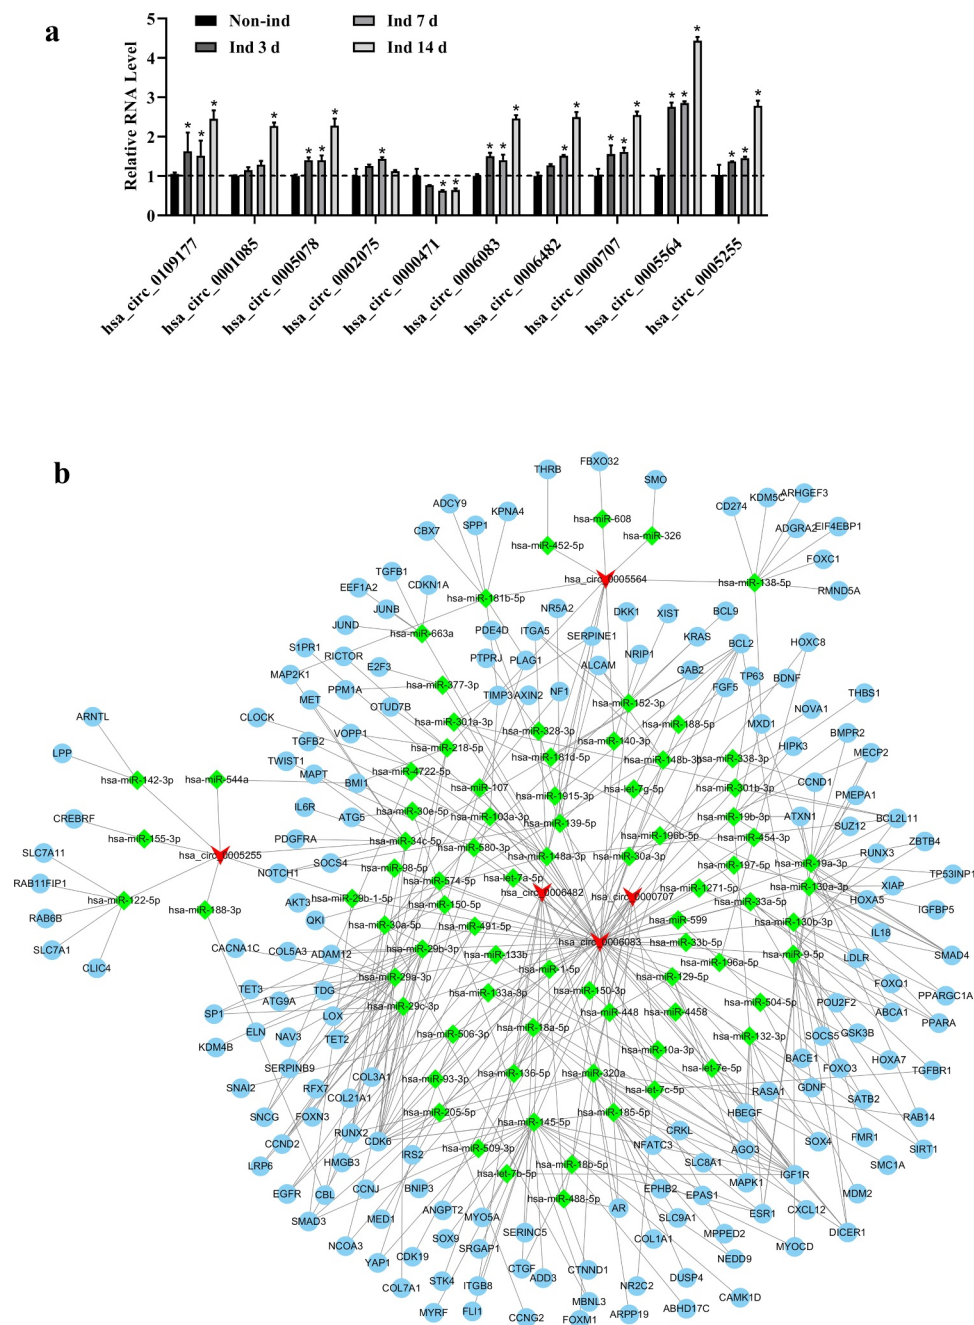 a
Relative RNA Level
5
4
3
2
1
0
Non-ind
Ind 3 d
Ind 7 d
Ind 14 d
* * *
*
* * *
*
* *
* * *
* *
* * *
* * *
* * *
hsa_circ_0109177
hsa_circ_0001085
hsa_circ_0005078
hsa_circ_0002075
hsa_circ_0000471
hsa_circ_0006083
hsa_circ_0006482
hsa_circ_0000707
hsa_circ_0005564
hsa_circ_0005255
b
THRB
FBXO32
SMO
ADCY9
SPP1
KPNA4
CBX7
hsa-miR-452-5p
hsa-miR-608
hsa-miR-326
CD274
KDM5C
ARHGEF3
ADGRA2
EIF4EBP1
FOXC1
RMND5A
hsa_circ_0005564
hsa-miR-138-5p
hsa-miR-181b-5p
TGFB1
EEF1A2
CDKN1A
JUNB
JUND
hsa-miR-663a
NR5A2
PDE4D
ITGA5
SERPINE1
DKK1
XIST
BCL9
KRAS
BCL2
HOXC8
S1PR1
RICTOR
E2F3
MAP2K1
PPM1A
hsa-miR-377-3p
PTPRJ
PLAG1
ALCAM
NRIP1
GAB2
TP63
BDNF
FGF5
TIMP3
AXIN2
NF1
MET
OTUD7B
hsa-miR-301a-3p
hsa-miR-328-3p
hsa-miR-152-3p
hsa-miR-188-5p
MXD1
NOVA1
THBS1
ARNTL
CLOCK
VOPP1
TGFB2
hsa-miR-218-5p
hsa-miR-140-3p
HIPK3
BMPR2
MECP2
LPP
TWIST1
MAPT
BMI1
hsa-miR-4722-5p
hsa-miR-181d-5p
hsa-miR-148b-3p
hsa-miR-338-3p
hsa-miR-142-3p
hsa-miR-544a
hsa-miR-107
hsa-miR-1915-3p
hsa-let-7g-5p
hsa-miR-301b-3p
CCND1
PMEPA1
IL6R
ATG5
hsa-miR-30e-5p
hsa-miR-103a-3p
hsa-miR-139-5p
hsa-miR-19b-3p
ATXN1
SUZ12
BCL2L11
CREBRF
PDGFRA
hsa-miR-34c-5p
hsa-miR-580-3p
hsa-miR-196b-5p
hsa-miR-454-3p
ZBTB4
hsa-miR-155-3p
hsa_circ_0005255
SOCS4
hsa-miR-98-5p
hsa-miR-148a-3p
hsa-miR-30a-3p
hsa-miR-197-5p
hsa-miR-19a-3p
RUNX3
TP53INP1
SLC7A11
NOTCH1
hsa-miR-574-5p
hsa-let-7a-5p
hsa_circ_0006482
hsa_circ_0000707
hsa-miR-1271-5p
hsa-miR-130a-3p
XIAP
RAB11FIP1
AKT3
hsa-miR-29b-1-5p
hsa-miR-150-5p
hsa-miR-33a-5p
HOXA5
IGFBP5
hsa-miR-122-5p
hsa-miR-188-3p
QKI
hsa-miR-30a-5p
hsa-miR-491-5p
hsa-miR-599
hsa-miR-130b-3p
IL18
RAB6B
SLC7A1
CACNA1C
COL5A3
ADAM12
hsa-miR-29b-3p
hsa-miR-133b
hsa_circ_0006083
hsa-miR-33b-5p
hsa-miR-196a-5p
hsa-miR-9-5p
LDLR
SMAD4
CLIC4
TET3
TDG
hsa-miR-29a-3p
hsa-miR-1-5p
hsa-miR-129-5p
FOXQ1
PPARGC1A
ATG9A
SP1
LOX
hsa-miR-29c-3p
hsa-miR-133a-3p
hsa-miR-150-3p
hsa-miR-504-5p
POU2F2
ABCA1
PPARA
hsa-miR-448
hsa-miR-4458
ELN
NAV3
TET2
hsa-miR-506-3p
hsa-miR-18a-5p
hsa-miR-132-3p
SOCS5
GSK3B
KDM4B
SERPINB9
hsa-miR-10a-3p
BACE1
HOXA7
TGFBR1
SNAI2
RFX7
COL3A1
hsa-miR-93-3p
hsa-miR-136-5p
hsa-miR-320a
hsa-let-7e-5p
FOXO3
COL21A1
hsa-let-7c-5p
RASA1
GDNF
SATB2
SNCG
FOXN3
hsa-miR-205-5p
hsa-miR-185-5p
HBEGF
RAB14
RUNX2
CDK6
hsa-miR-145-5p
CRKL
NFATC3
SOX4
FMR1
SIRT1
CCND2
LRP6
HMGB3
IRS2
hsa-miR-509-3p
AGO3
SLC8A1
SMC1A
hsa-miR-18b-5p
hsa-let-7b-5p
IGF1R
MAPK1
EGFR
CBL
CCNJ
BNIP3
hsa-miR-488-5p
EPHB2
EPAS1
MDM2
SMAD3
MED1
ANGPT2
MYO5A
AR
SLC9A1
ESR1
CXCL12
DICER1
NCOA3
SOX9
SERINC5
COL1A1
MPPED2
MYOCD
YAP1
CDK19
SRGAP1
NEDD9
COL7A1
STK4
ITGB8
CTGF
ADD3
CTNND1
NR2C2
DUSP4
MYRF
FLI1
CCNG2
MBNL3
FOXM1
ARPP19
ABHD17C
CAMK1D